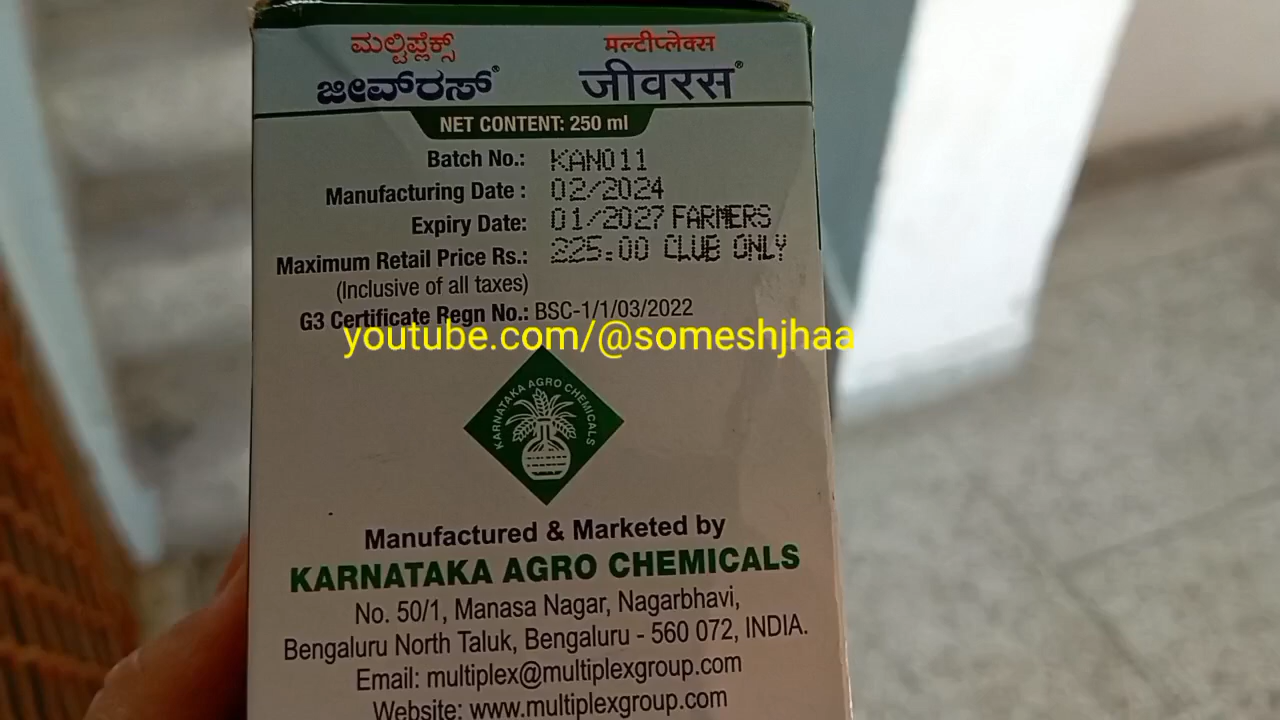 ಮಲ್ಟಿಪ್ಲೆಕ್ಸ್ मल्टीप्लेक्स
ಜೀವ್‌ರಸ್® जीवरस®
NET CONTENT: 250 ml
Batch No.: KAN011
Manufacturing Date : 02/2024
Expiry Date: 01/2027 FARMERS
Maximum Retail Price Rs.: 225.00 CLUB ONLY
(Inclusive of all taxes)
G3 Certificate Regn No.: BSC-1/1/03/2022
youtube.com/@someshjhaa
KARNATAKA AGRO CHEMICALS
Manufactured & Marketed by
KARNATAKA AGRO CHEMICALS
No. 50/1, Manasa Nagar, Nagarbhavi,
Bengaluru North Taluk, Bengaluru - 560 072, INDIA.
Email: multiplex@multiplexgroup.com
Website: www.multiplexgroup.com